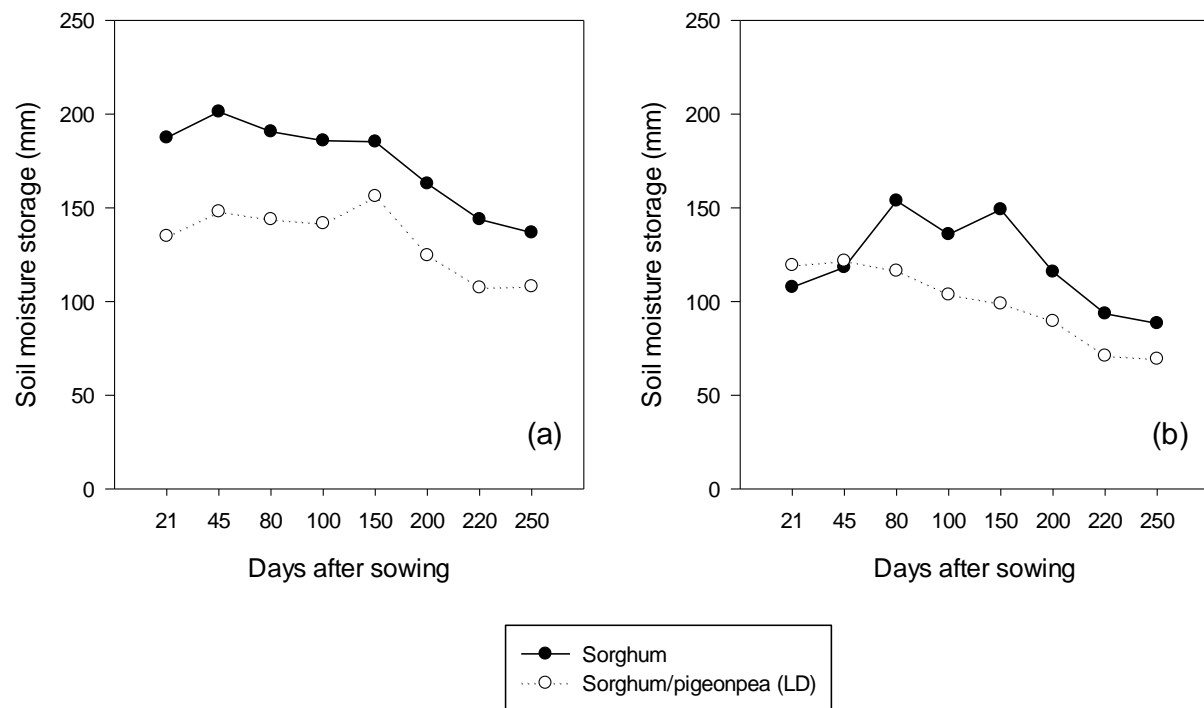 250
200
150
100
50
0
Soil moisture storage (mm)
(a)
21 45 80 100 150 200 220 250
Days after sowing
250
200
150
100
50
0
Soil moisture storage (mm)
(b)
21 45 80 100 150 200 220 250
Days after sowing
Sorghum
Sorghum/pigeonpea (LD)